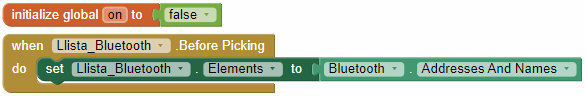 initialize global on to false
when Llista_Bluetooth .Before Picking
do set Llista_Bluetooth . Elements to Bluetooth . Addresses And Names